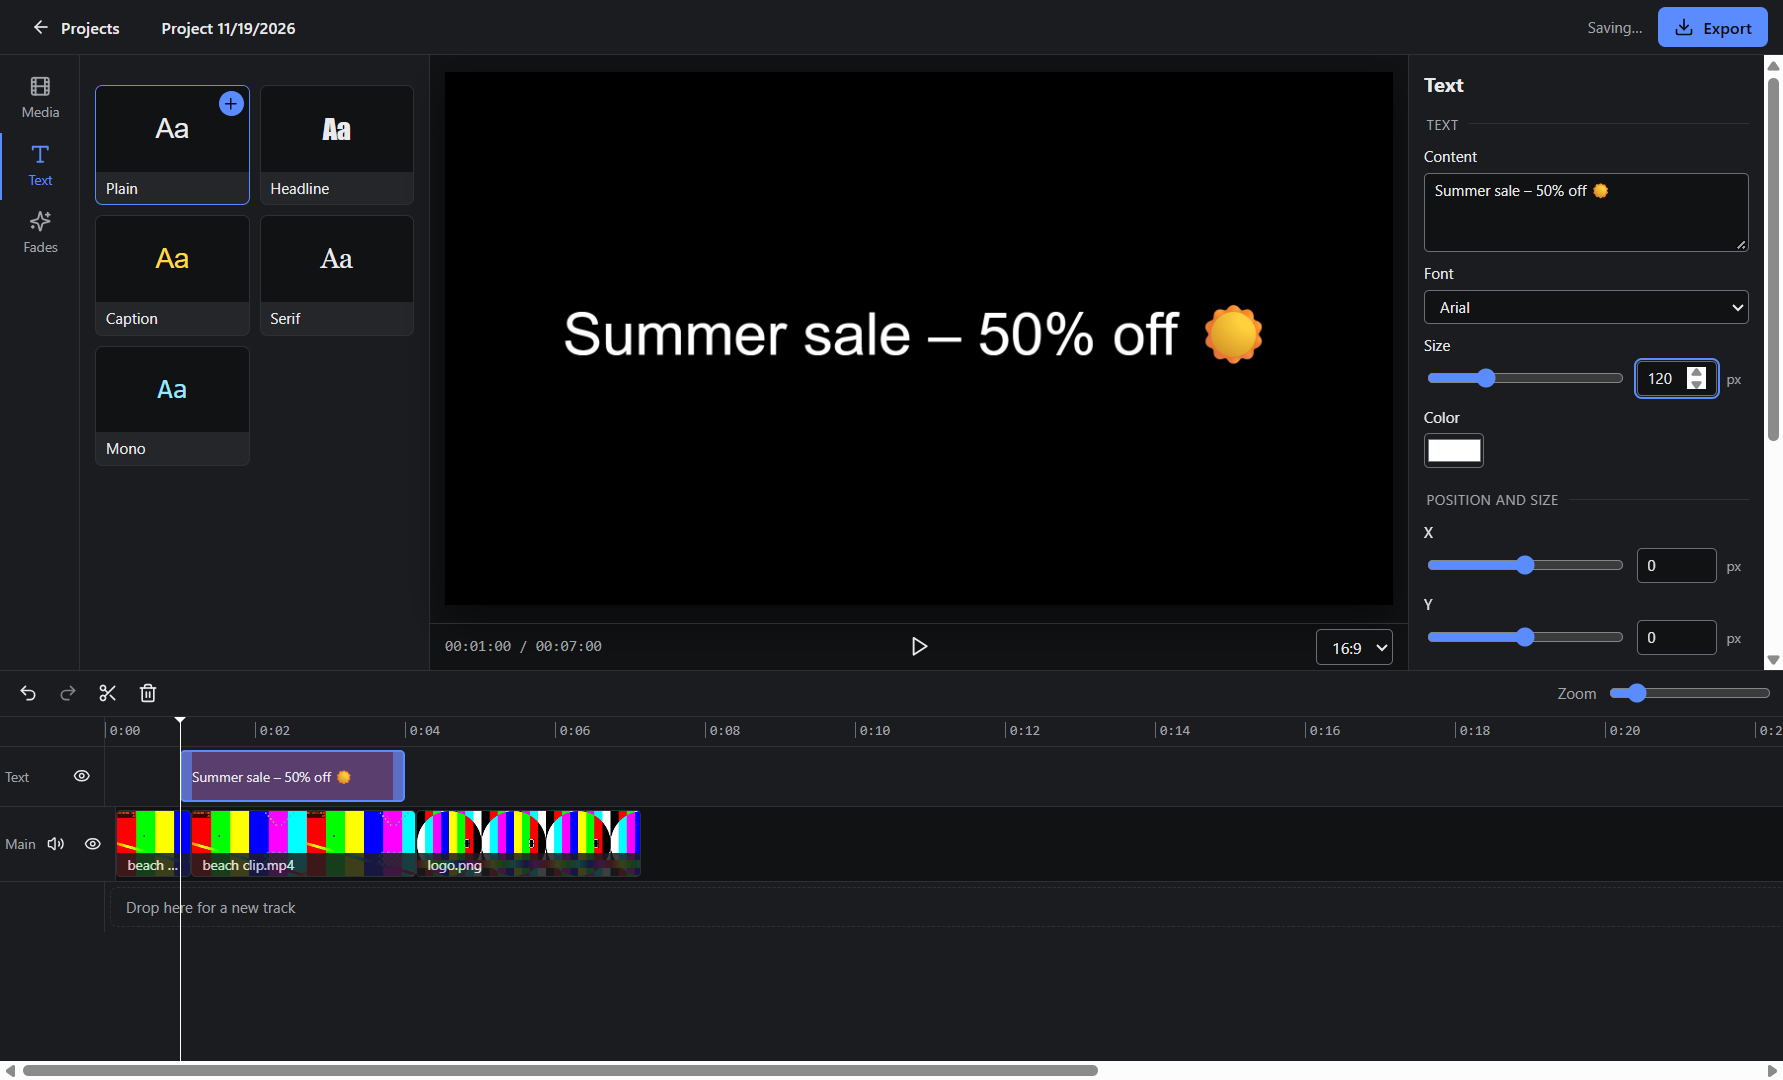 Projects
Project 11/19/2026
Saving...
Export
Media
Text
Fades
Aa
Plain
Aa
Headline
Aa
Caption
Aa
Serif
Aa
Mono
Summer sale – 50% off
00:01:00 / 00:07:00
16:9
Text
TEXT
Content
Summer sale – 50% off 
Font
Arial
Size
120
px
Color
POSITION AND SIZE
X
0
px
Y
0
px
Zoom
0:00
0:02
0:04
0:06
0:08
0:10
0:12
0:14
0:16
0:18
0:20
0:2
Text
Summer sale – 50% off
Main
beach ...
beach clip.mp4
logo.png
Drop here for a new track